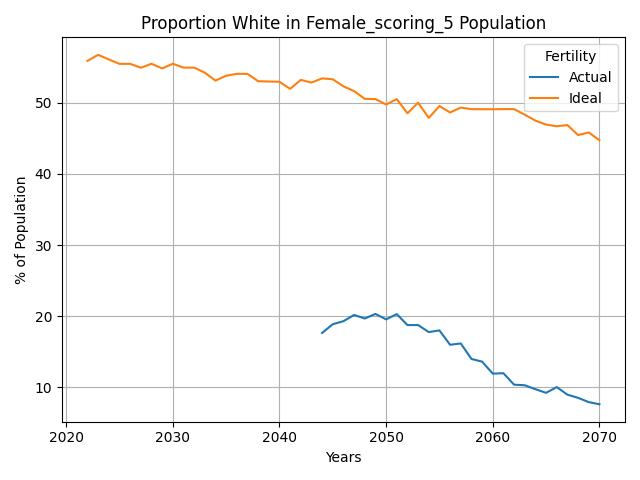 Proportion White in Female_scoring_5 Population
Fertility
Actual
Ideal
% of Population
50
40
30
20
10
2020 2030 2040 2050 2060 2070
Years